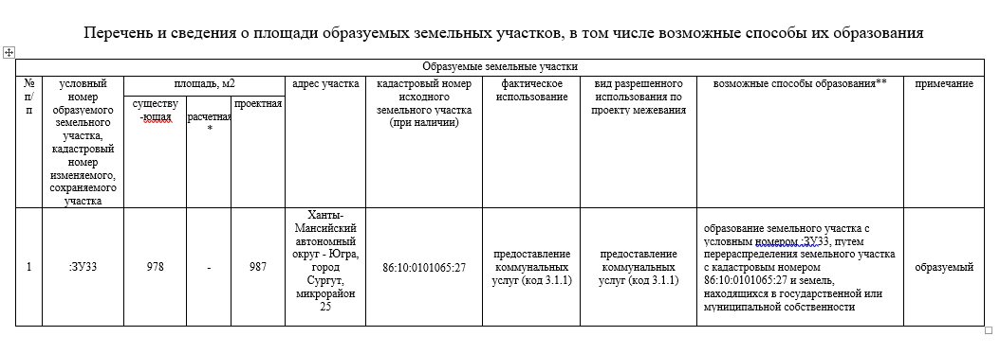 Перечень и сведения о площади образуемых земельных участков, в том числе возможные способы их образования
Образуемые земельные участки
№
п/
п
условный
номер
образуемого
земельного
участка,
кадастровый
номер
изменяемого,
сохраняемого
участка
площадь, м2
существу
-ющая
расчетная
*
проектная
адрес участка
кадастровый номер
исходного
земельного участка
(при наличии)
фактическое
использование
вид разрешенного
использования по
проекту межевания
возможные способы образования**
примечание
1
:ЗУ33
978
-
987
Ханты-
Мансийский
автономный
округ - Югра,
город
Сургут,
микрорайон
25
86:10:0101065:27
предоставление
коммунальных
услуг (код 3.1.1)
предоставление
коммунальных
услуг (код 3.1.1)
образование земельного участка с
условным номером :ЗУ33, путем
перераспределения земельного участка
с кадастровым номером
86:10:0101065:27 и земель,
находящихся в государственной или
муниципальной собственности
образуемый